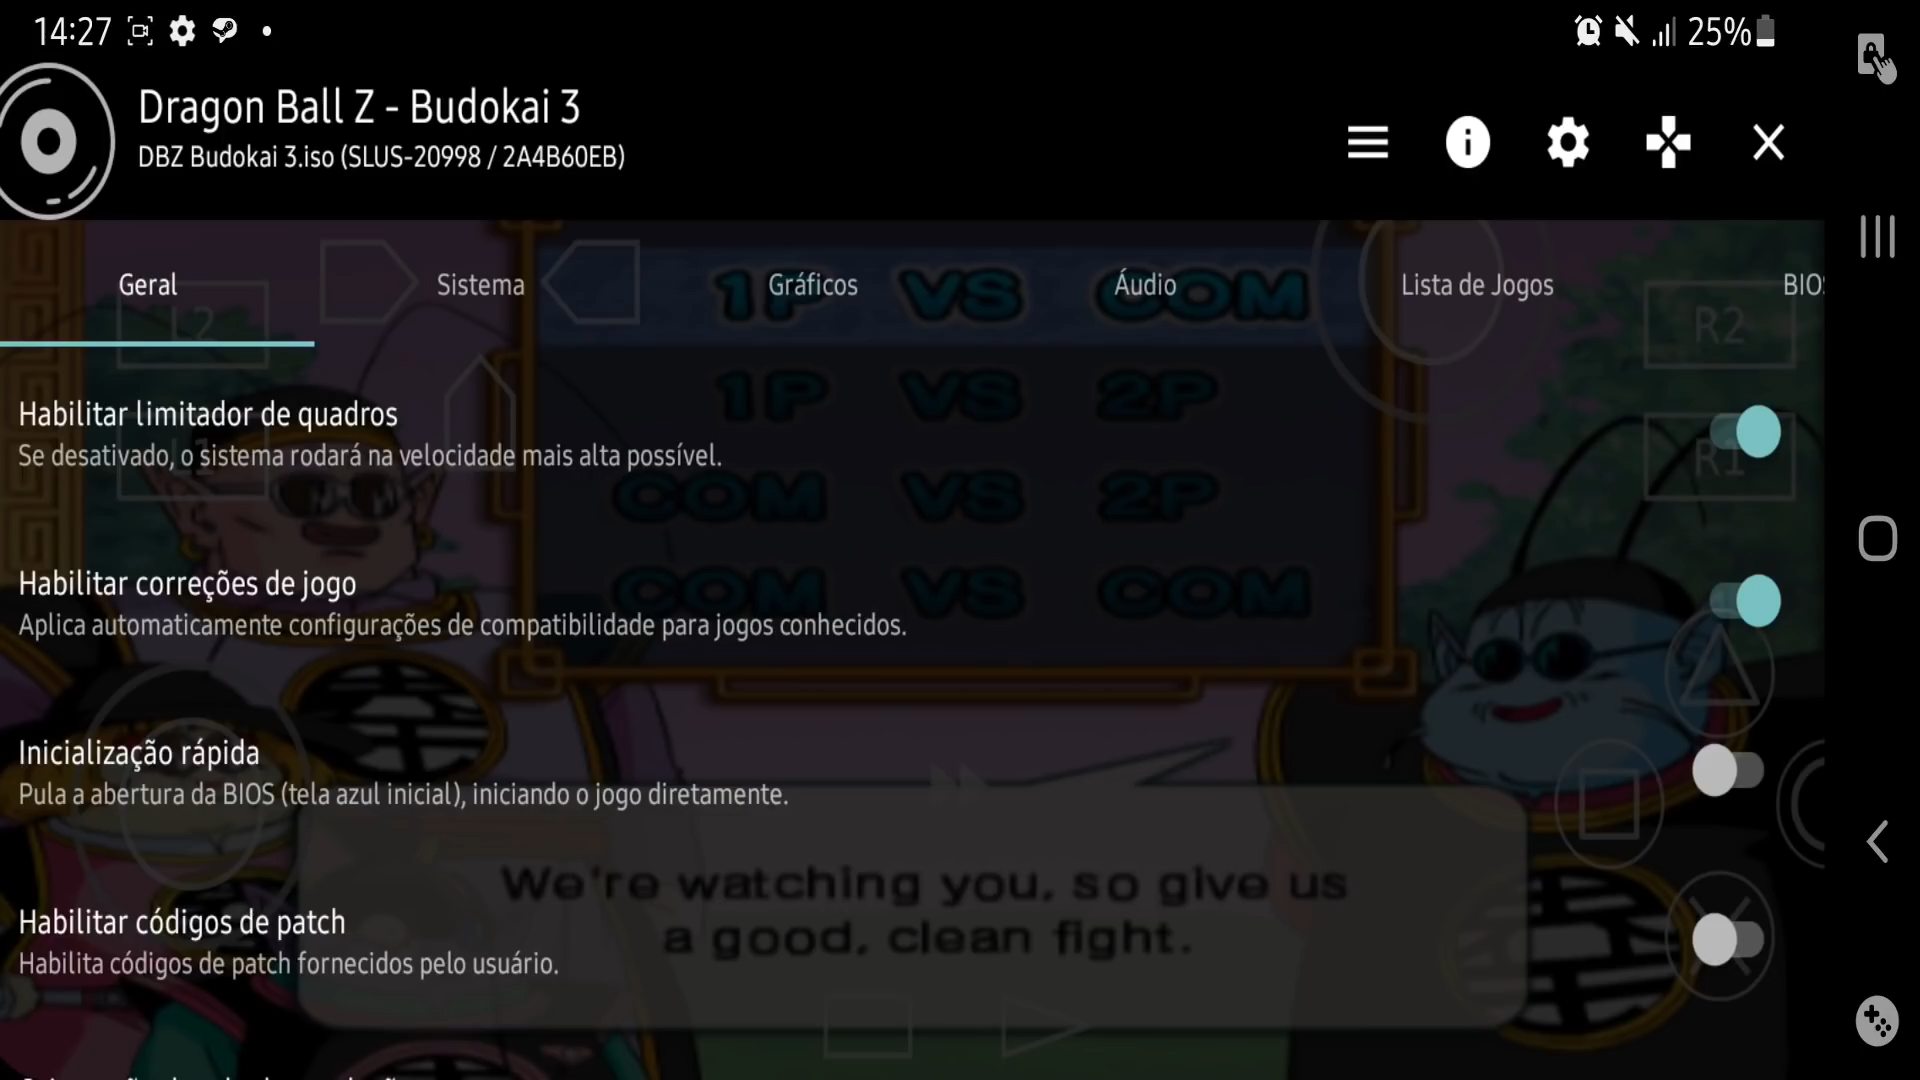 14:27
25%
Dragon Ball Z - Budokai 3
DBZ Budokai 3.iso (SLUS-20998 / 2A4B60EB)
Geral
Sistema
Gráficos
Áudio
Lista de Jogos
1P VS COM
L2
R2
1P VS 2P
Habilitar limitador de quadros
Se desativado, o sistema rodará na velocidade mais alta possível.
L1
R1
COM VS 2P
COM VS COM
Habilitar correções de jogo
Aplica automaticamente configurações de compatibilidade para jogos conhecidos.
Inicialização rápida
Pula a abertura da BIOS (tela azul inicial), iniciando o jogo diretamente.
We're watching you, so give us
a good, clean fight.
Habilitar códigos de patch
Habilita códigos de patch fornecidos pelo usuário.